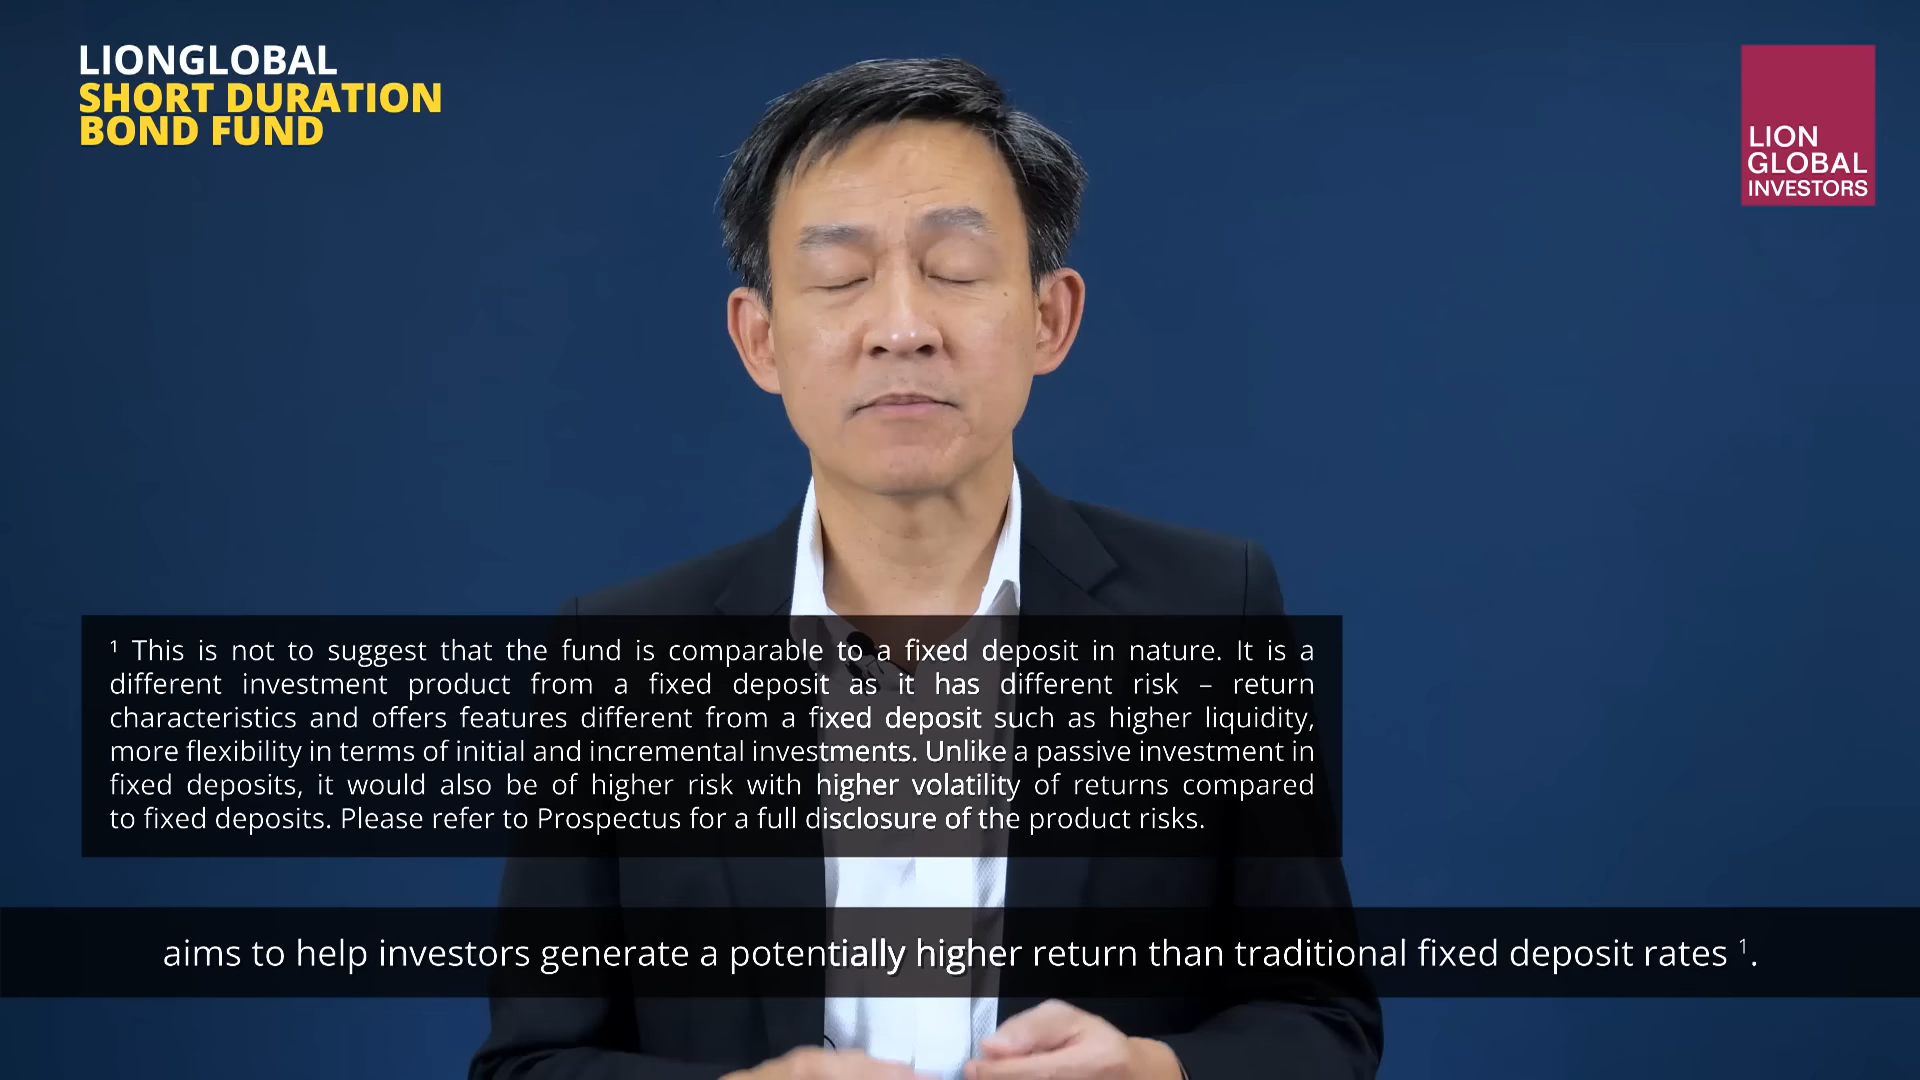 LIONGLOBAL
SHORT DURATION
BOND FUND
LION
GLOBAL
INVESTORS
¹ This is not to suggest that the fund is comparable to a fixed deposit in nature. It is a
different investment product from a fixed deposit as it has different risk – return
characteristics and offers features different from a fixed deposit such as higher liquidity,
more flexibility in terms of initial and incremental investments. Unlike a passive investment in
fixed deposits, it would also be of higher risk with higher volatility of returns compared
to fixed deposits. Please refer to Prospectus for a full disclosure of the product risks.
aims to help investors generate a potentially higher return than traditional fixed deposit rates ¹.